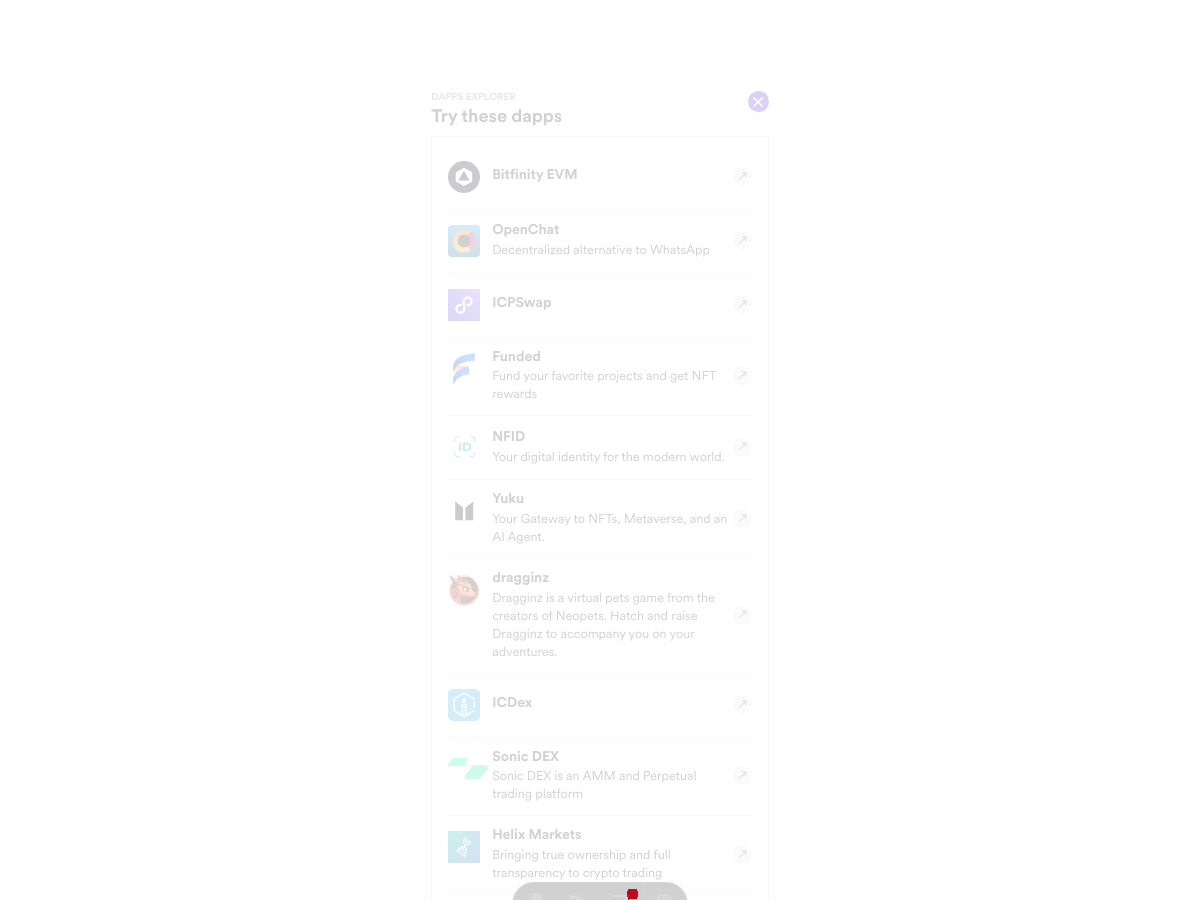 DAPPS EXPLORER
Try these dapps
Bitfinity EVM
OpenChat
Decentralized alternative to WhatsApp
ICPSwap
Funded
Fund your favorite projects and get NFT
rewards
ID
NFID
Your digital identity for the modern world.
Yuku
Your Gateway to NFTs, Metaverse, and an
AI Agent.
dragginz
Dragginz is a virtual pets game from the
creators of Neopets. Hatch and raise
Dragginz to accompany you on your
adventures.
ICDex
Sonic DEX
Sonic DEX is an AMM and Perpetual
trading platform
Helix Markets
Bringing true ownership and full
transparency to crypto trading